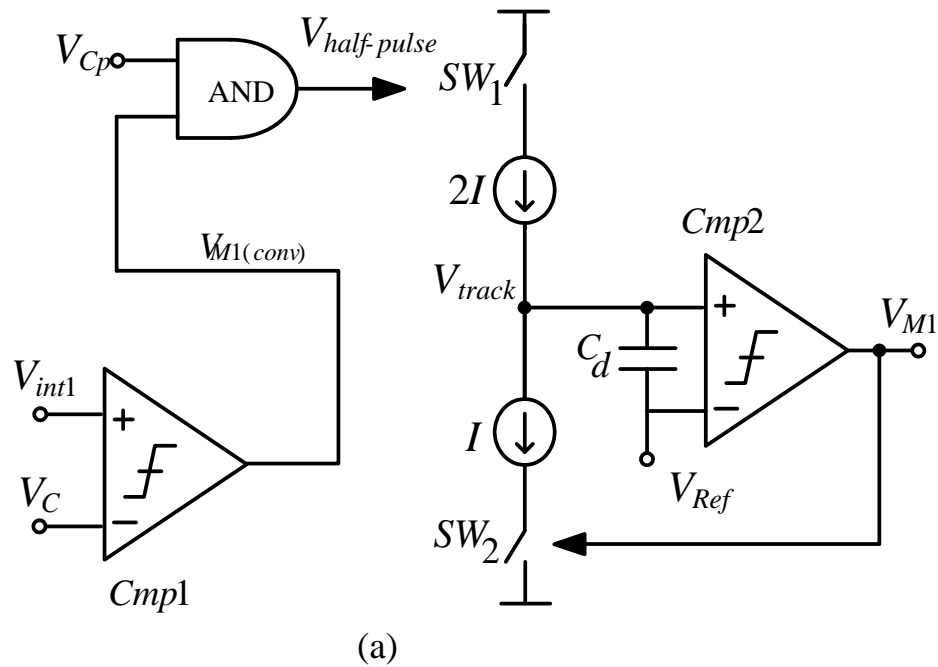 V_Cp
AND
V_half-pulse
SW_1
2I
V_M1(conv)
V_track
Cmp2
+
−
V_M1
C_d
V_int1
+
V_C
−
Cmp1
I
V_Ref
SW_2
(a)